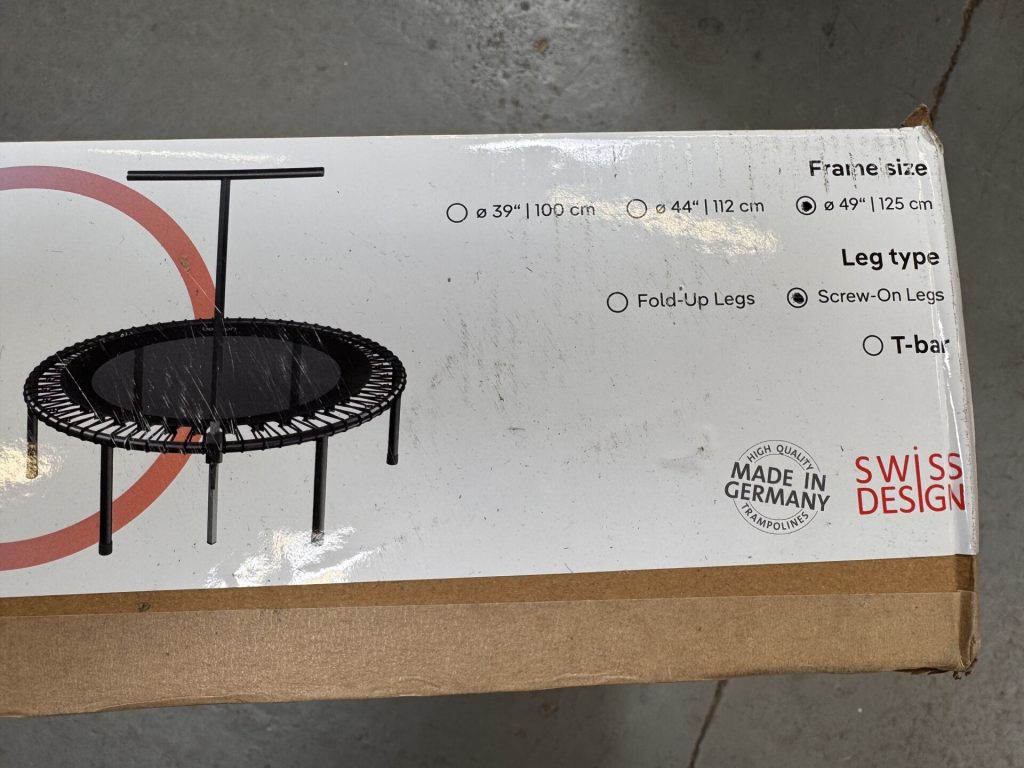 Frame size
ø 39“ | 100 cm ø 44“ | 112 cm ø 49“ | 125 cm
Leg type
Fold-Up Legs Screw-On Legs
T-bar
HIGH QUALITY
MADE IN
GERMANY
TRAMPOLINES
SWiSS
DESIGN